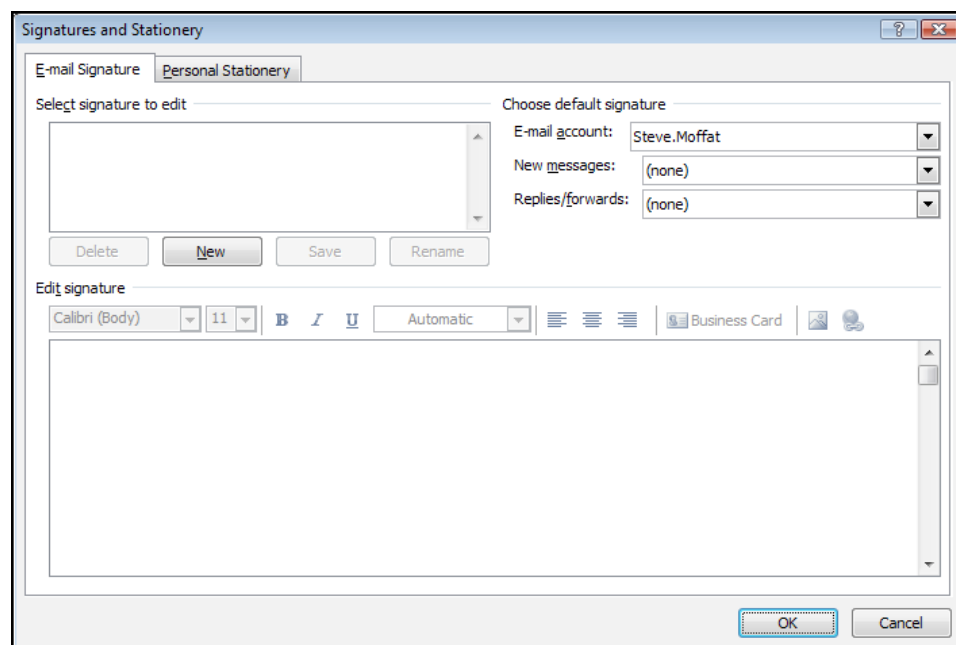 Signatures and Stationery
E-mail Signature Personal Stationery
Select signature to edit
Choose default signature
E-mail account: Steve.Moffat
New messages: (none)
Replies/forwards: (none)
Delete New Save Rename
Edit signature
Calibri (Body) 11 B I U Automatic Business Card
OK Cancel